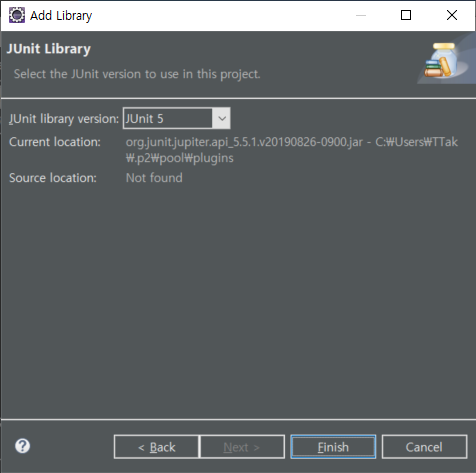 Add Library
JUnit Library
Select the JUnit version to use in this project.
JUnit library version: JUnit 5
Current location: org.junit.jupiter.api_5.5.1.v20190826-0900.jar - C:₩Users₩TTak
₩.p2₩pool₩plugins
Source location: Not found
< Back Next > Finish Cancel